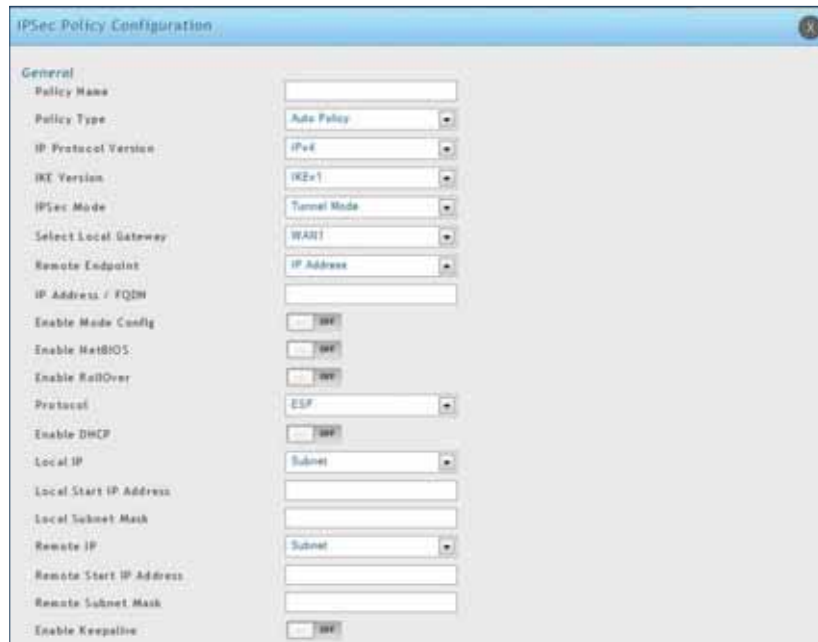 IPSec Policy Configuration
General
Policy Name
Policy Type Auto Policy
IP Protocol Version IPv4
IKE Version IKEv1
IPSec Mode Tunnel Mode
Select Local Gateway WAN1
Remote Endpoint IP Address
IP Address / FQDN
Enable Mode Config OFF
Enable NetBIOS OFF
Enable RollOver OFF
Protocol ESP
Enable DHCP OFF
Local IP Subnet
Local Start IP Address
Local Subnet Mask
Remote IP Subnet
Remote Start IP Address
Remote Subnet Mask
Enable Keepalive OFF